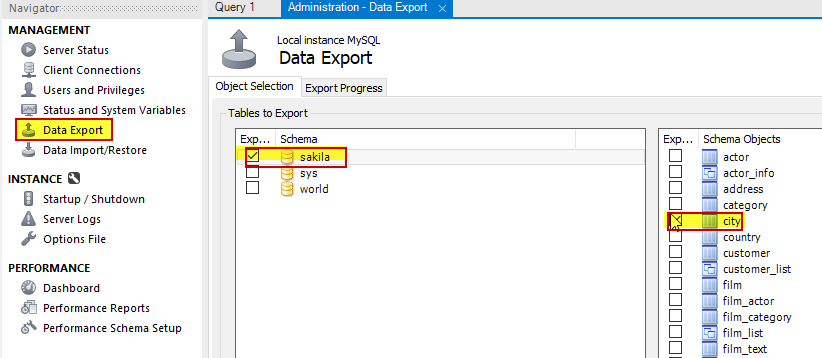 Navigator
MANAGEMENT
Server Status
Client Connections
Users and Privileges
Status and System Variables
Data Export
Data Import/Restore
INSTANCE
Startup / Shutdown
Server Logs
Options File
PERFORMANCE
Dashboard
Performance Reports
Performance Schema Setup
Query 1
Administration - Data Export ×
Local instance MySQL
Data Export
Object Selection
Export Progress
Tables to Export
Exp... Schema
sakila
sys
world
Exp... Schema Objects
actor
actor_info
address
category
city
country
customer
customer_list
film
film_actor
film_category
film_list
film_text